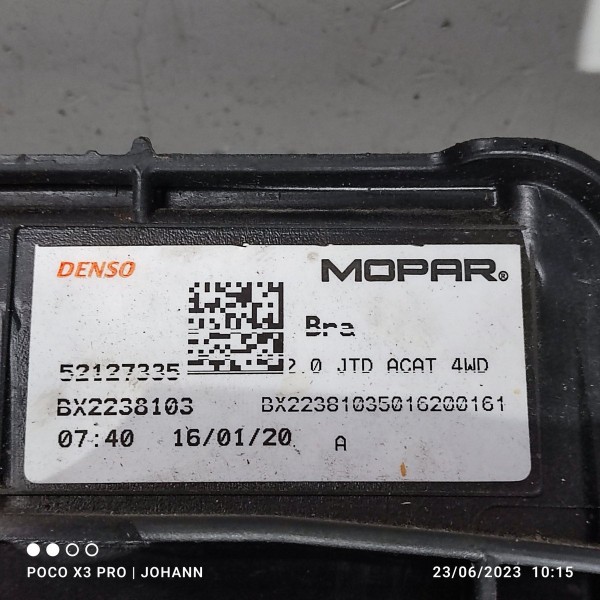 DENSO MOPAR®
Bra
52127335 2.0 JTD ACAT 4WD
BX2238103 BX22381035016200161
07:40 16/01/20 A
POCO X3 PRO | JOHANN 23/06/2023 10:15